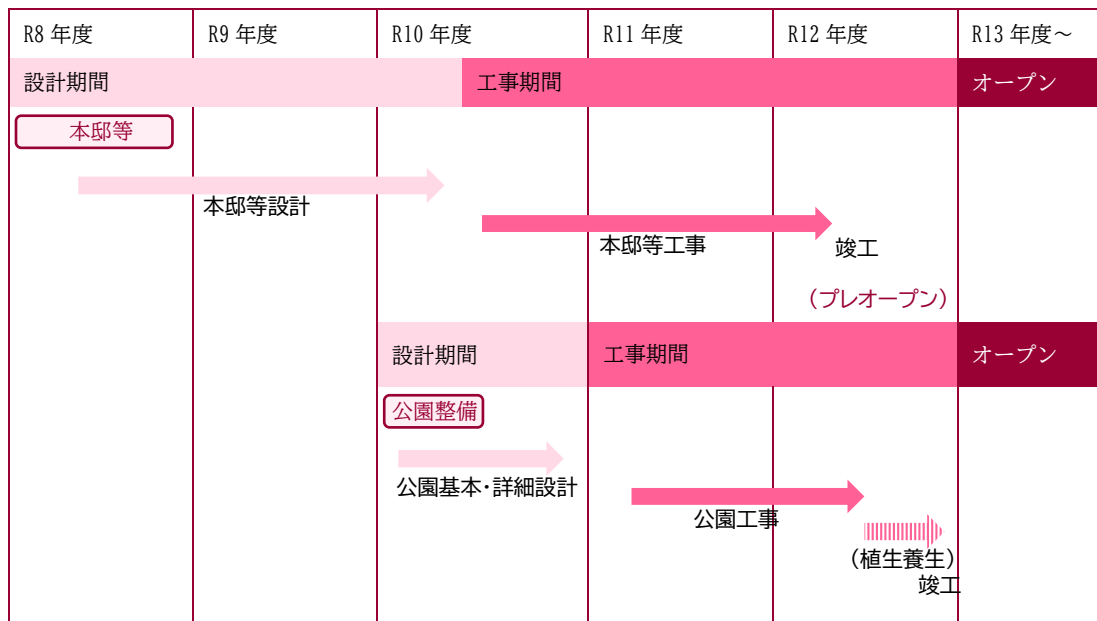 R8 年度 R9 年度 R10 年度 R11 年度 R12 年度 R13 年度～
設計期間 工事期間 オープン
本邸等
本邸等設計
本邸等工事 竣工
（プレオープン）
設計期間 工事期間 オープン
公園整備
公園基本・詳細設計
公園工事
（植生養生）
竣工